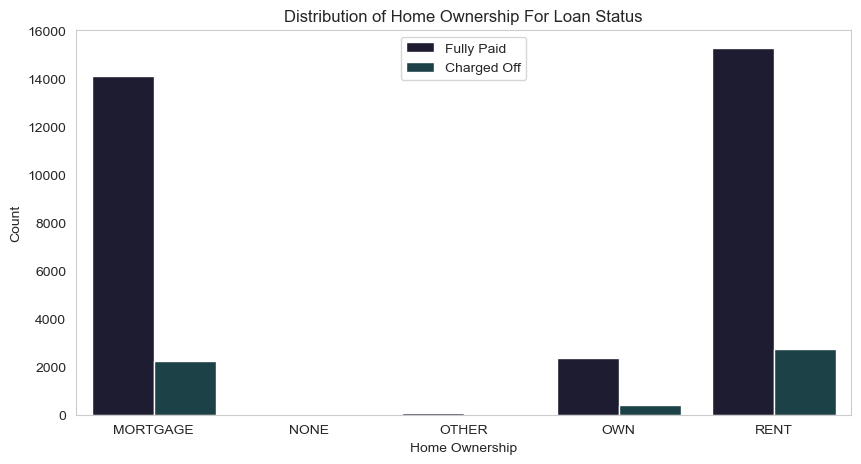 Distribution of Home Ownership For Loan Status
Fully Paid
Charged Off
16000
14000
12000
10000
8000
6000
4000
2000
0
Count
MORTGAGE NONE OTHER OWN RENT
Home Ownership